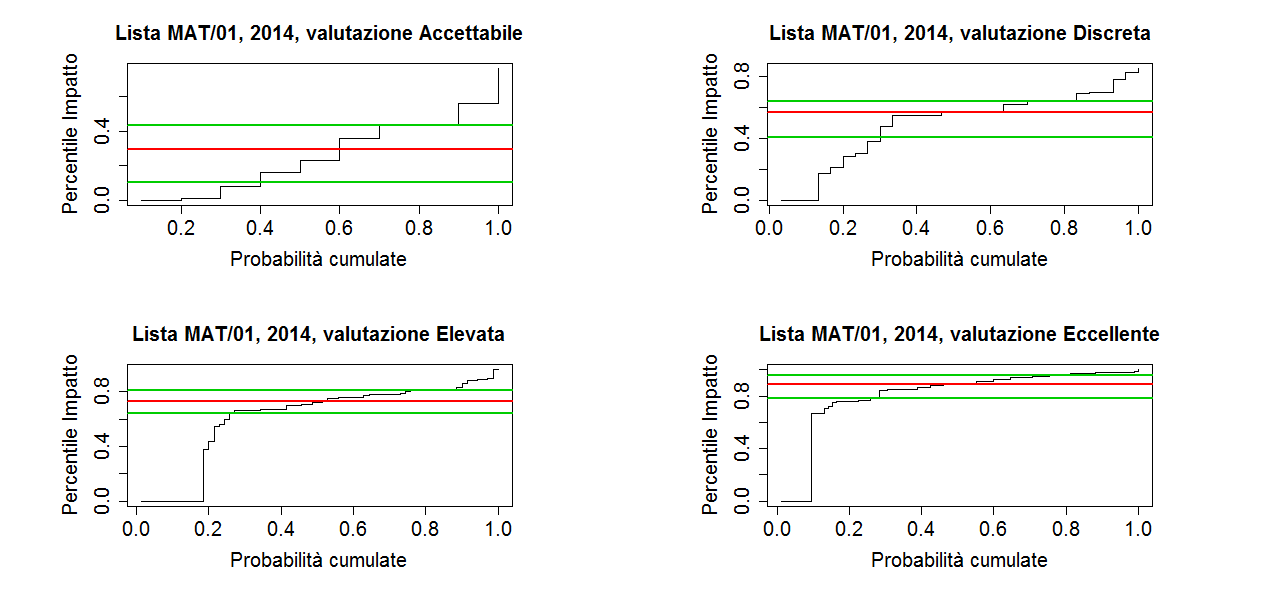 Lista MAT/01, 2014, valutazione Accettabile
Percentile Impatto
0.0
0.4
0.2 0.4 0.6 0.8 1.0
Probabilità cumulate
Lista MAT/01, 2014, valutazione Discreta
Percentile Impatto
0.0
0.4
0.8
0.0 0.2 0.4 0.6 0.8 1.0
Probabilità cumulate
Lista MAT/01, 2014, valutazione Elevata
Percentile Impatto
0.0
0.4
0.8
0.0 0.2 0.4 0.6 0.8 1.0
Probabilità cumulate
Lista MAT/01, 2014, valutazione Eccellente
Percentile Impatto
0.0
0.4
0.8
0.0 0.2 0.4 0.6 0.8 1.0
Probabilità cumulate